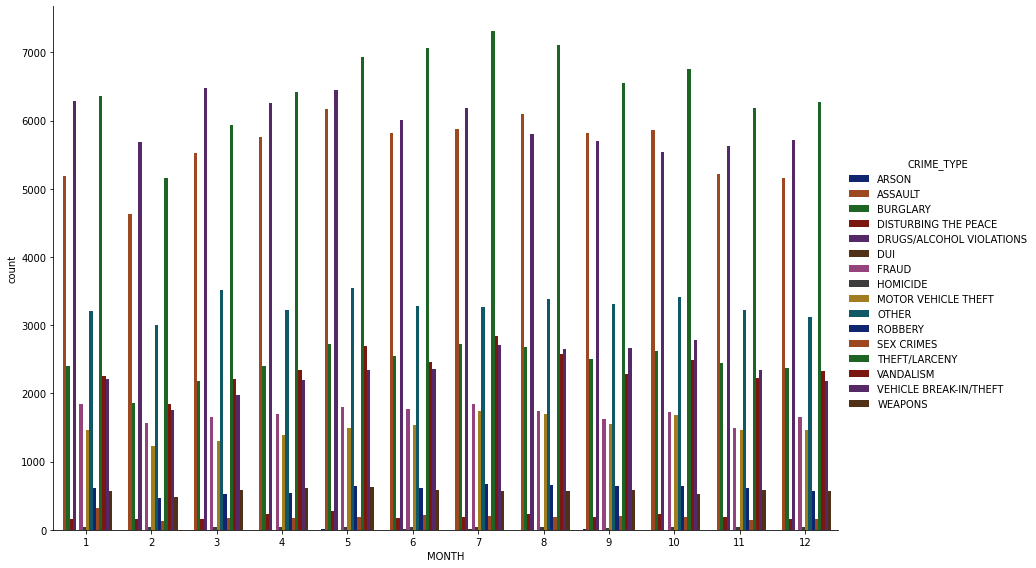 7000
6000
5000
4000
3000
2000
1000
0
count
1 2 3 4 5 6 7 8 9 10 11 12
MONTH
CRIME_TYPE
ARSON
ASSAULT
BURGLARY
DISTURBING THE PEACE
DRUGS/ALCOHOL VIOLATIONS
DUI
FRAUD
HOMICIDE
MOTOR VEHICLE THEFT
OTHER
ROBBERY
SEX CRIMES
THEFT/LARCENY
VANDALISM
VEHICLE BREAK-IN/THEFT
WEAPONS